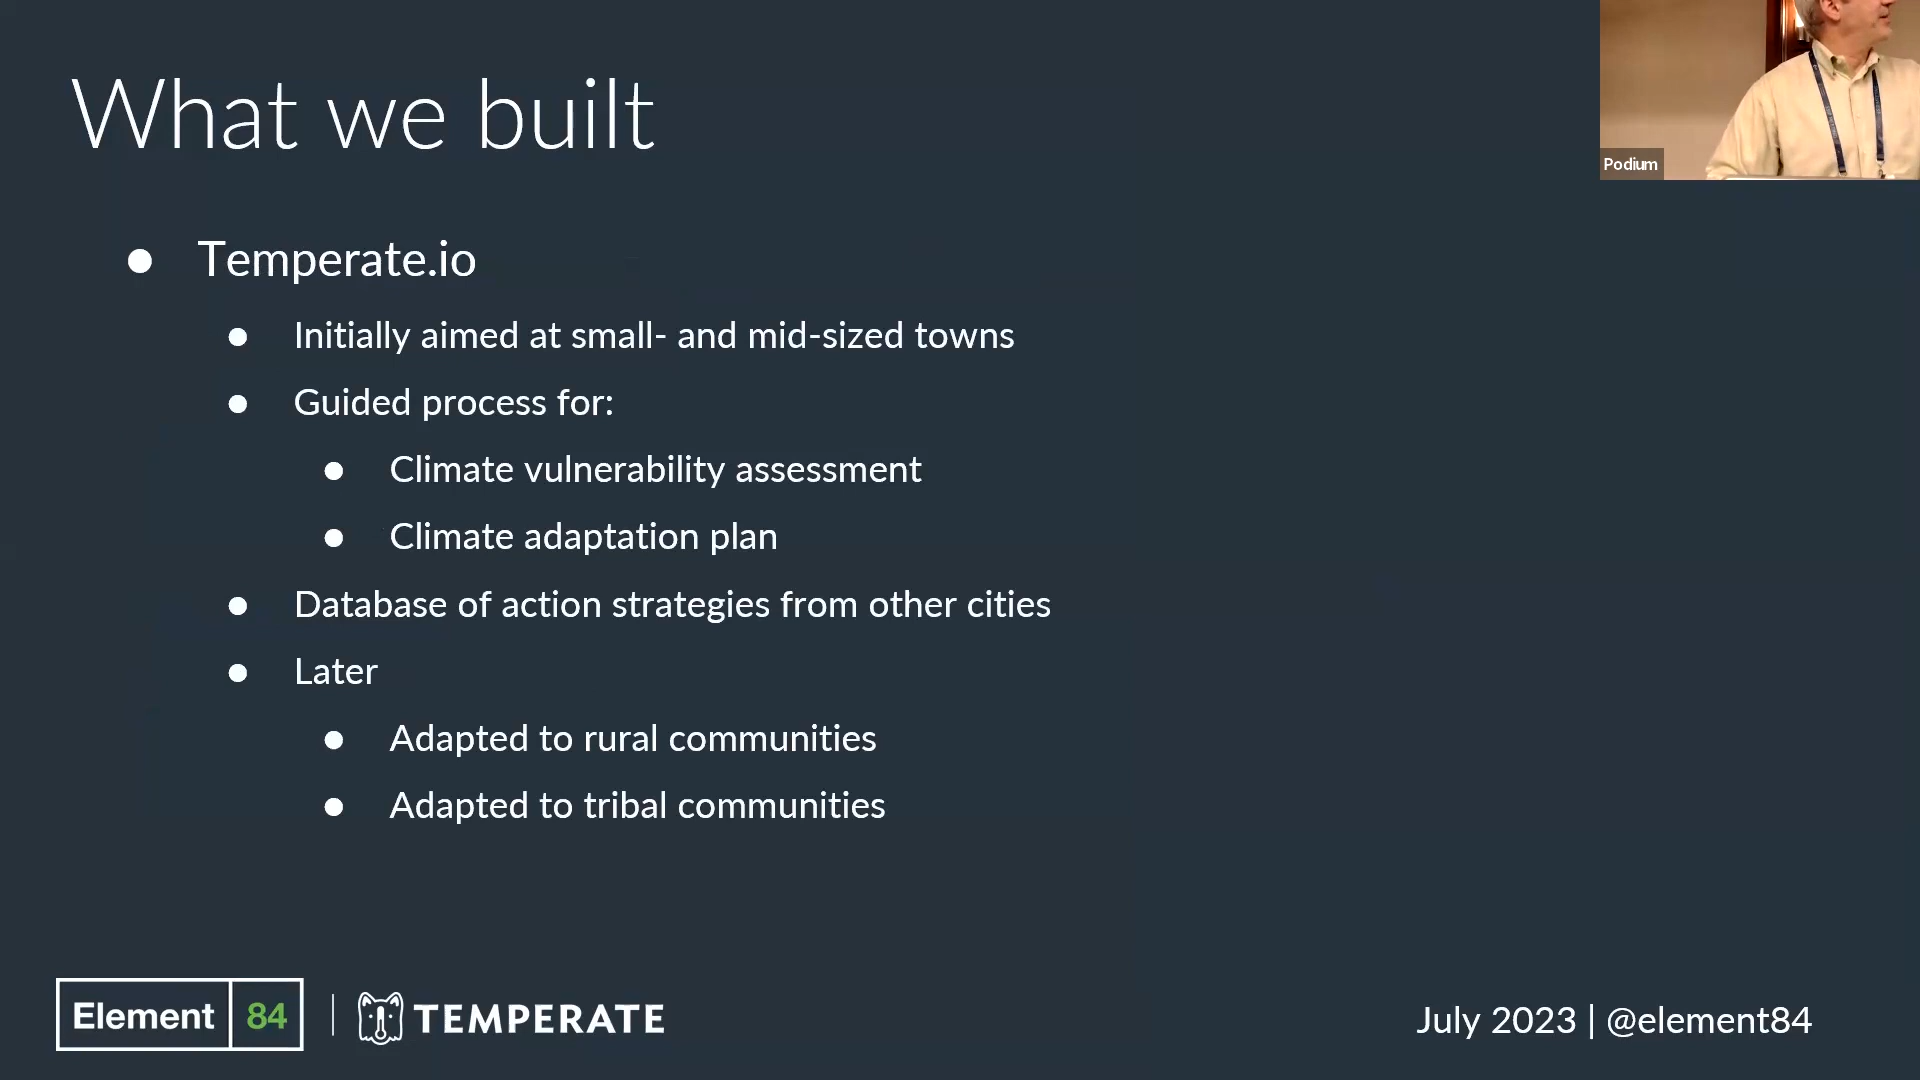 What we built
Podium
● Temperate.io
● Initially aimed at small- and mid-sized towns
● Guided process for:
● Climate vulnerability assessment
● Climate adaptation plan
● Database of action strategies from other cities
● Later
● Adapted to rural communities
● Adapted to tribal communities
Element 84 | TEMPERATE
July 2023 | @element84